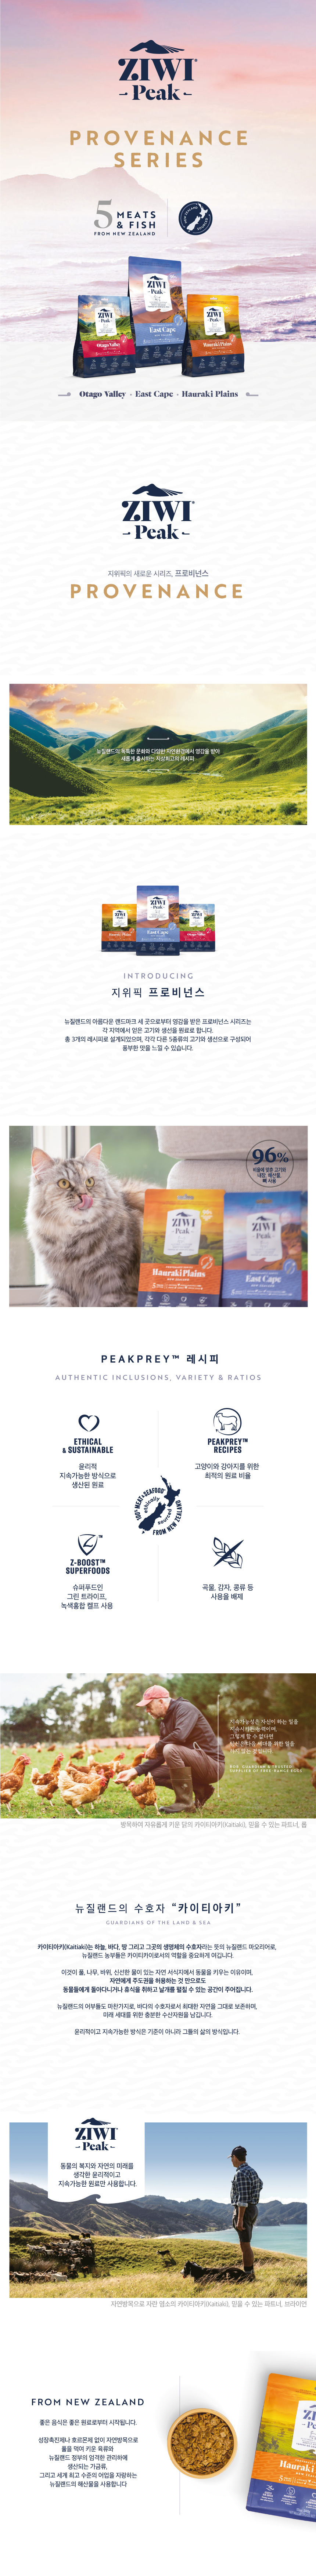 ZIWI
Peak
PROVENANCE
SERIES
5 MEATS
& FISH
FROM NEW ZEALAND
ZIWI
Peak
East Cape
ZIWI
Peak
Otago Valley
ZIWI
Peak
Hauraki Plains
Otago Valley - East Cape - Hauraki Plains
ZIWI
Peak
지위픽의 새로운 시리즈, 프로비넌스
PROVENANCE
뉴질랜드의 독특한 문화와 다양한 자연환경에서 영감을 받아
새롭게 출시하는 지상최고의 레시피
ZIWI
Peak
East Cape
INTRODUCING
지위픽 프로비넌스
뉴질랜드의 아름다운 랜드마크 세 곳으로부터 영감을 받은 프로비넌스 시리즈는
각 지역에서 얻은 고기와 생선을 원료로 합니다.
총 3개의 레시피로 설계되었으며, 각각 다른 5종류의 고기와 생선으로 구성되어
풍부한 맛을 느낄 수 있습니다.
96%
ZIWI
Peak
Hauraki Plains
ZIWI
Peak
East Cape
PEAKPREY™ 레시피
AUTHENTIC INCLUSIONS, VARIETY & RATIOS
ETHICAL
& SUSTAINABLE
윤리적
지속가능한 방식으로
생산된 원료
PEAKPREY™
RECIPES
고양이와 강아지를 위한
최적의 원료 비율
100% MEAT & SEAFOOD
ethically sourced
FROM NEW ZEALAND
Z-BOOST™
SUPERFOODS
슈퍼푸드인
그린 트라이프,
녹색홍합 켈프 사용
곡물, 감자, 콩류 등
사용을 배제
방목하여 자유롭게 키운 닭의 카이티아키(Kaitiaki), 믿을 수 있는 파트너, 롭
뉴질랜드의 수호자 “카이티아키”
GUARDIANS OF THE LAND & SEA
카이티아키(Kaitiaki)는 하늘, 바다, 땅 그리고 그곳의 생명체의 수호자라는 뜻의 뉴질랜드 마오리어로,
뉴질랜드 농부들은 카이티키이로서의 역할을 중요하게 여깁니다.
이것이 풀, 나무, 바위, 신선한 물이 있는 자연 서식지에서 동물을 키우는 이유이며,
자연에게 주도권을 허용하는 것 만으로도
동물들에게 돌아다니거나 휴식을 취하고 날개를 펼칠 수 있는 공간이 주어집니다.
뉴질랜드의 어부들도 마찬가지로, 바다의 수호자로서 최대한 자연을 그대로 보존하며,
미래 세대를 위한 충분한 수산자원을 남깁니다.
윤리적이고 지속가능한 방식은 기준이 아니라 그들의 삶의 방식입니다.
ZIWI
Peak
동물의 복지와 자연의 미래를
생각한 윤리적이고
지속가능한 원료만 사용합니다.
자연방목으로 자란 염소의 카이티아키(Kaitiaki), 믿을 수 있는 파트너, 브라이언
FROM NEW ZEALAND
좋은 음식은 좋은 원료로부터 시작됩니다.
성장촉진제나 호르몬제 없이 자연방목으로
풀을 먹여 키운 육류와
뉴질랜드 정부의 엄격한 관리하에
생산되는 가금류,
그리고 세계 최고 수준의 어업을 자랑하는
뉴질랜드의 해산물을 사용합니다